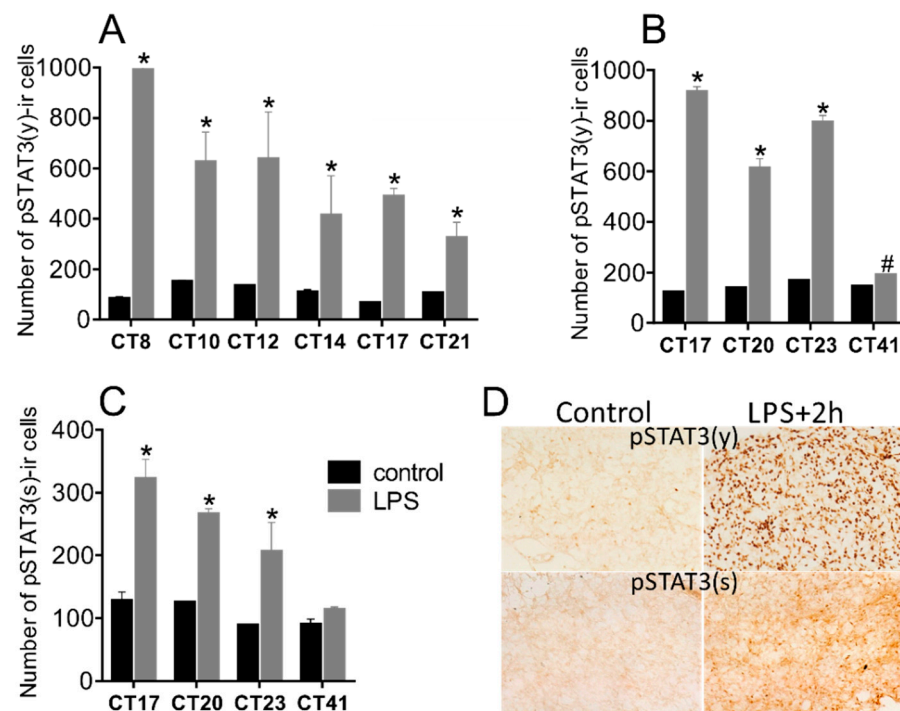 A
Number of pSTAT3(y)-ir cells
1000
800
600
400
200
0
* * * * * *
CT8 CT10 CT12 CT14 CT17 CT21
B
Number of pSTAT3(y)-ir cells
1000
800
600
400
200
0
* * * #
CT17 CT20 CT23 CT41
C
Number of pSTAT3(s)-ir cells
400
300
200
100
0
* * *
CT17 CT20 CT23 CT41
control
LPS
D
Control LPS+2h
pSTAT3(y)
pSTAT3(s)